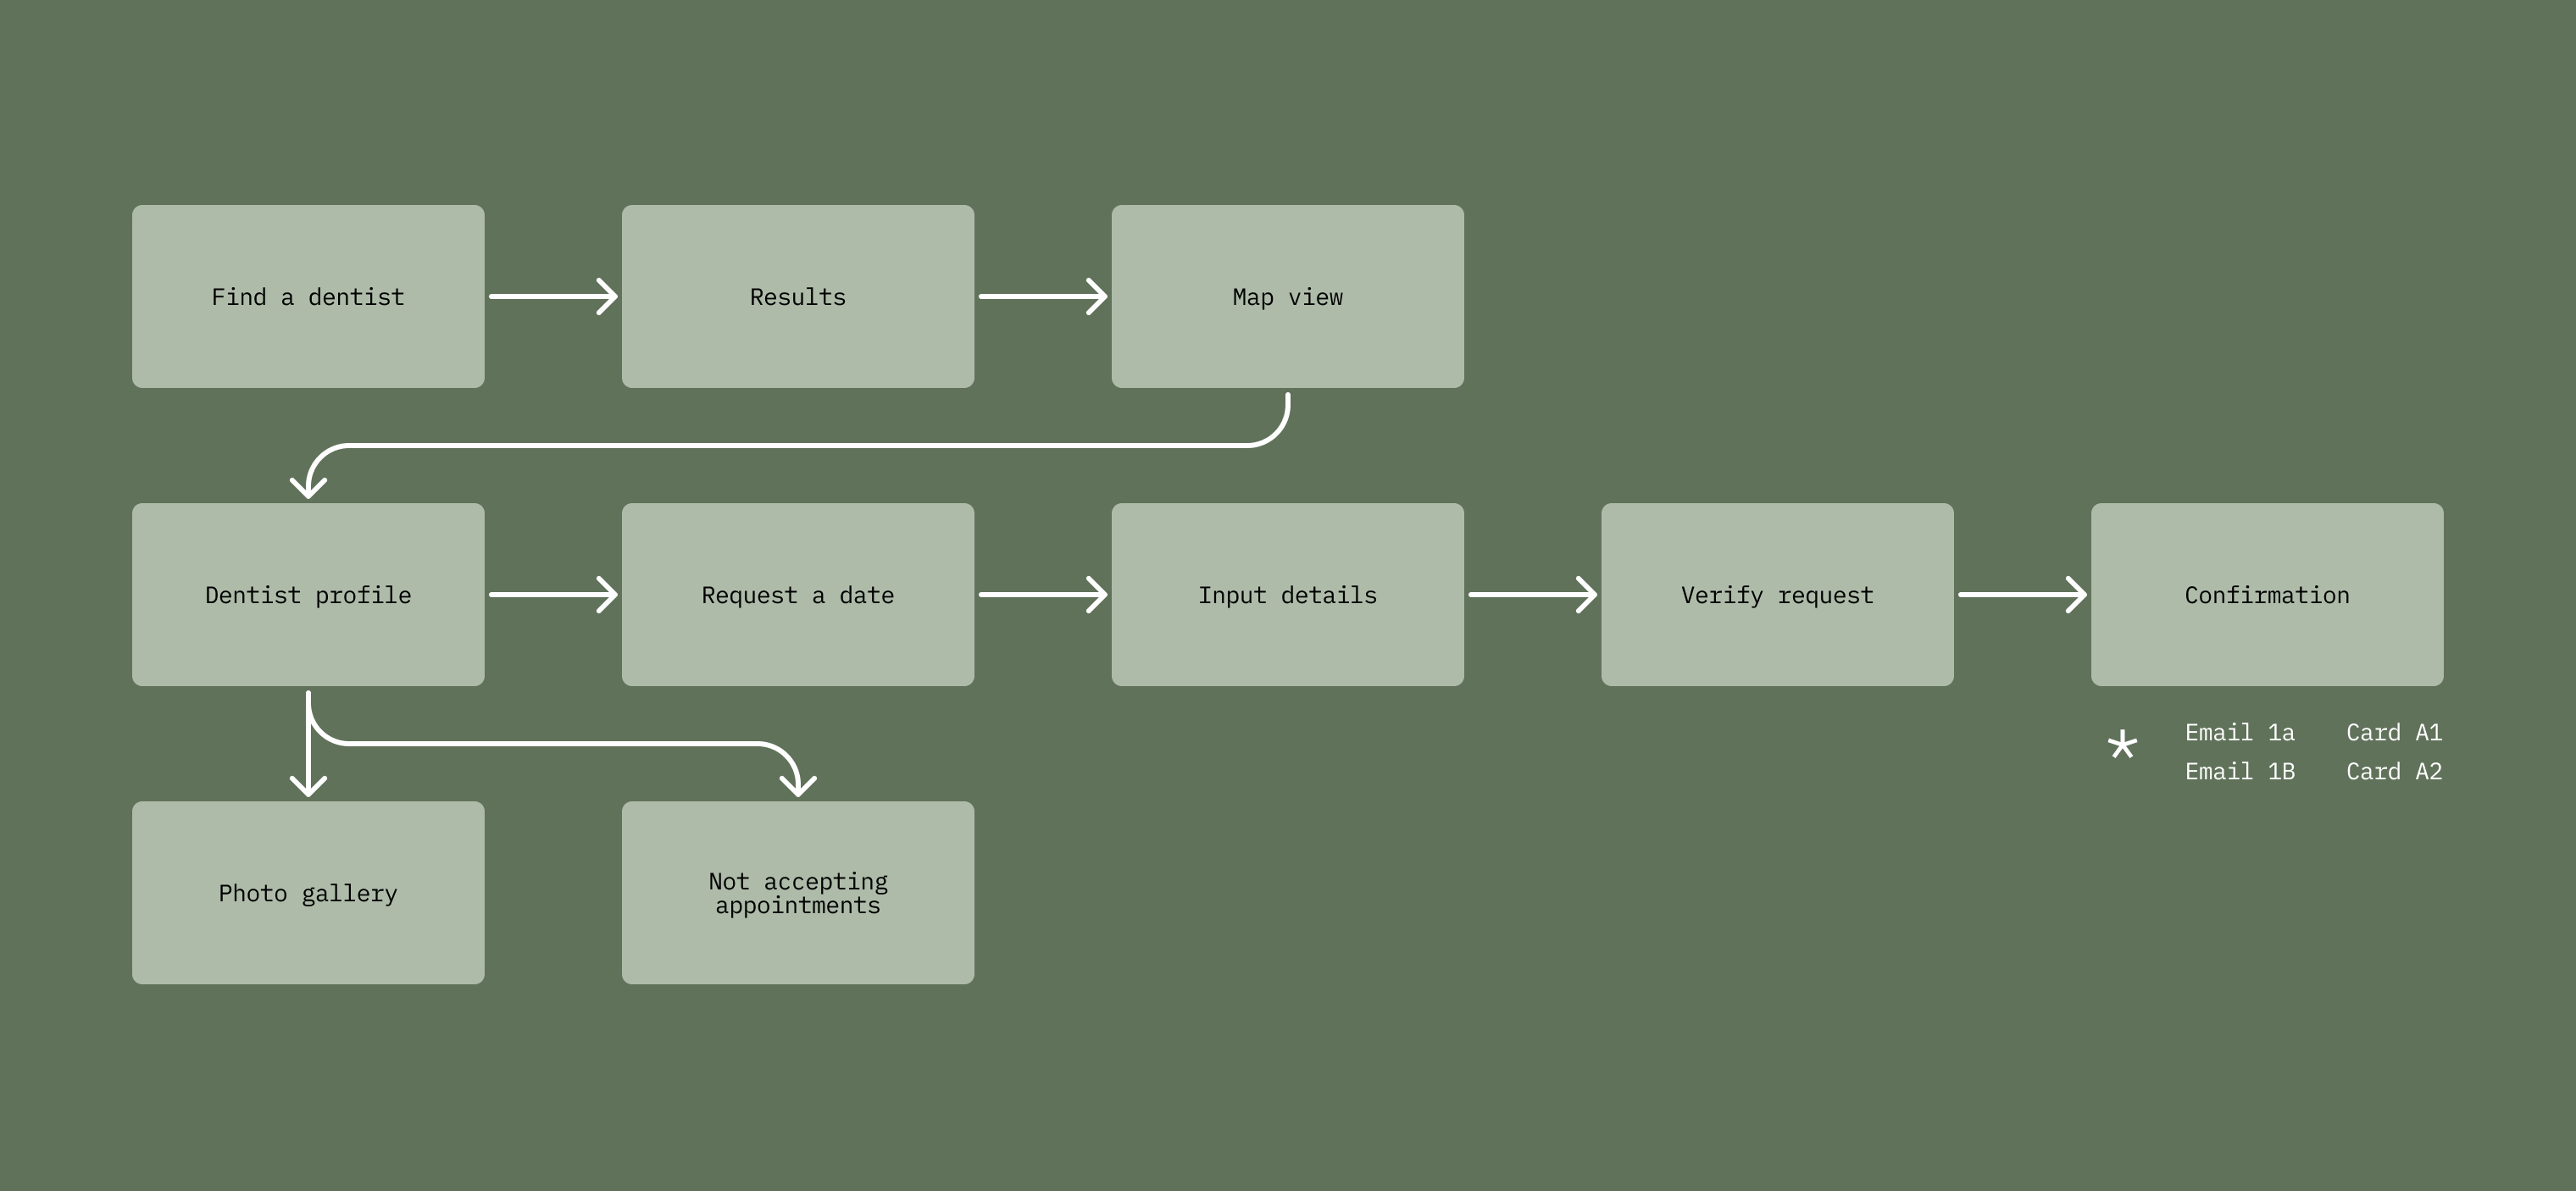 Find a dentist
Results
Map view
Dentist profile
Request a date
Input details
Verify request
Confirmation
* Email 1a Card A1
Email 1B Card A2
Photo gallery
Not accepting
appointments